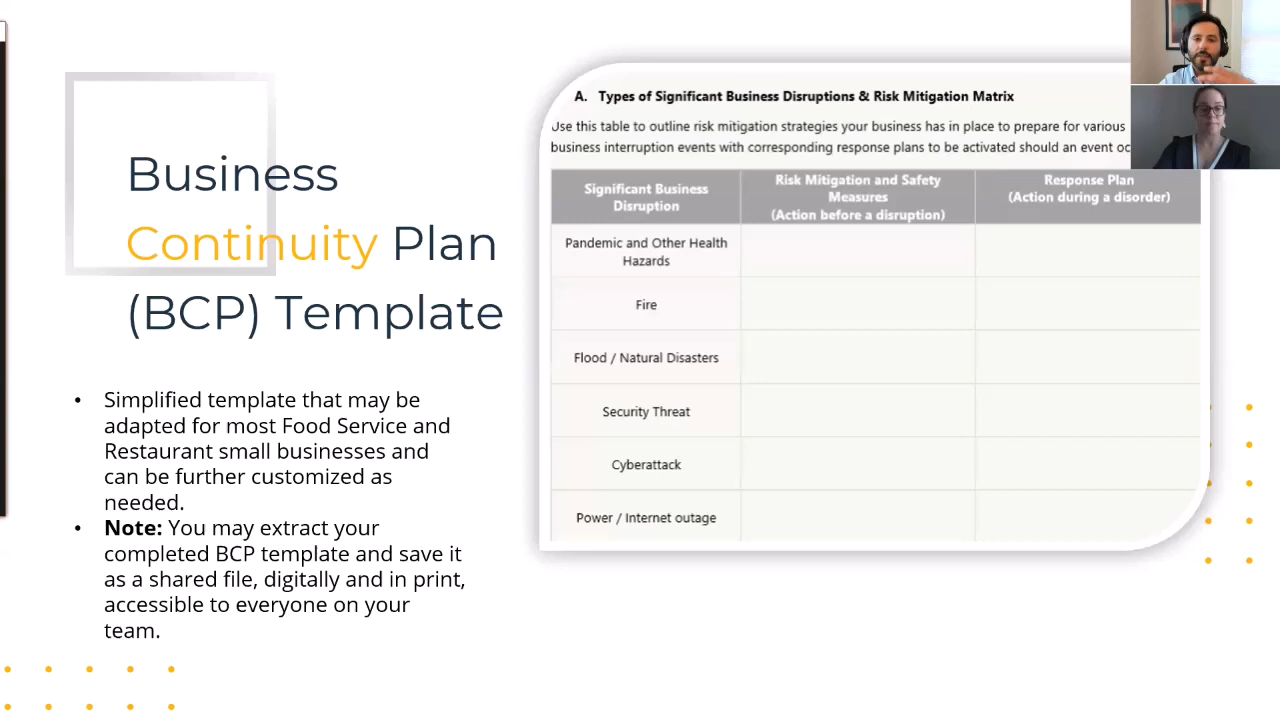 Business
Continuity Plan
(BCP) Template
• Simplified template that may be
adapted for most Food Service and
Restaurant small businesses and
can be further customized as
needed.
• Note: You may extract your
completed BCP template and save it
as a shared file, digitally and in print,
accessible to everyone on your
team.
A. Types of Significant Business Disruptions & Risk Mitigation Matrix
Use this table to outline risk mitigation strategies your business has in place to prepare for various
business interruption events with corresponding response plans to be activated should an event oc
Significant Business
Disruption
Risk Mitigation and Safety
Measures
(Action before a disruption)
Response Plan
(Action during a disorder)
Pandemic and Other Health
Hazards
Fire
Flood / Natural Disasters
Security Threat
Cyberattack
Power / Internet outage